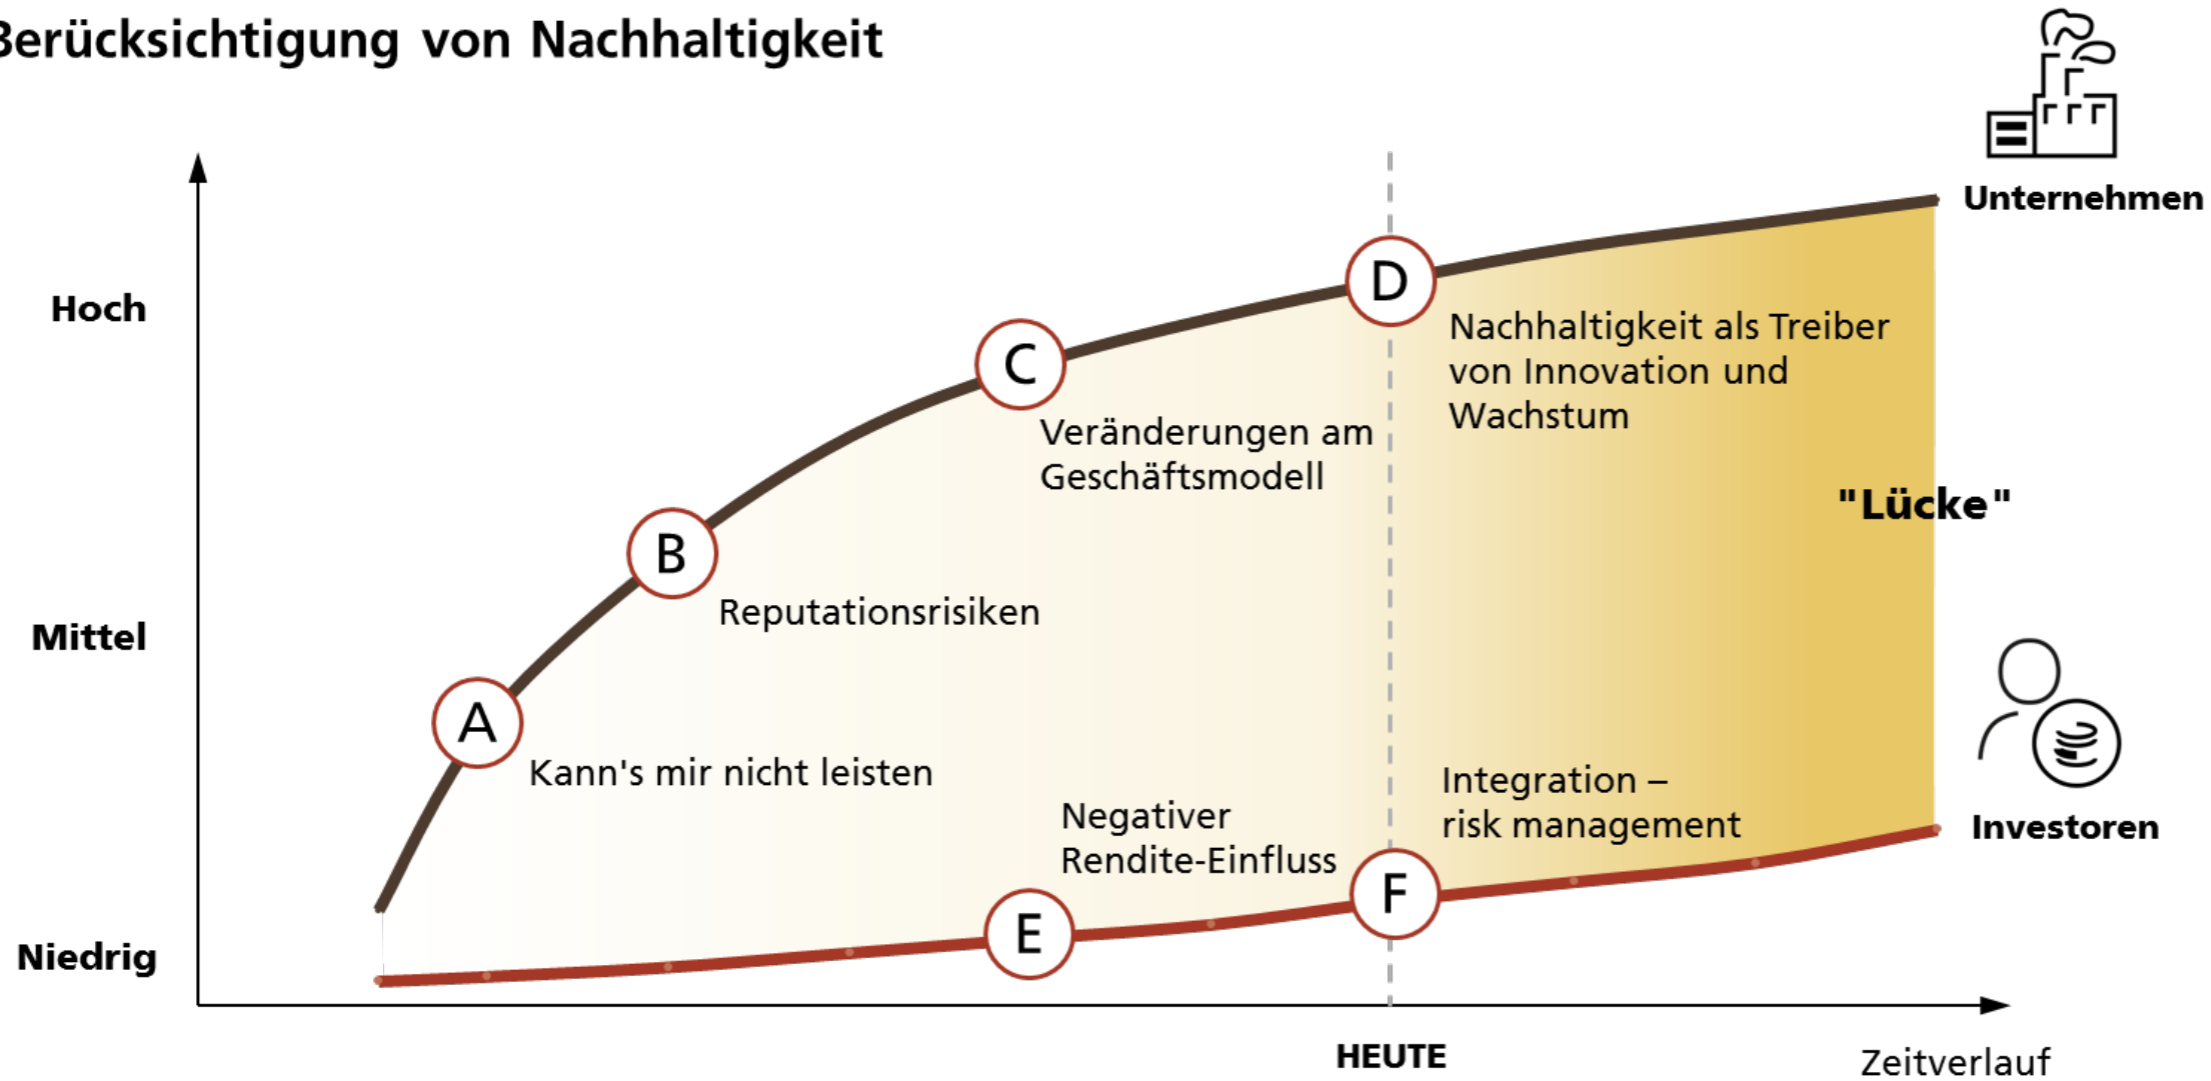 Berücksichtigung von Nachhaltigkeit
Unternehmen
Hoch
D
Nachhaltigkeit als Treiber
von Innovation und
Wachstum
C
Veränderungen am
Geschäftsmodell
"Lücke"
B
Reputationsrisiken
Mittel
A
Kann's mir nicht leisten
Integration –
risk management
Negativer
Rendite-Einfluss
Investoren
F
E
Niedrig
HEUTE
Zeitverlauf